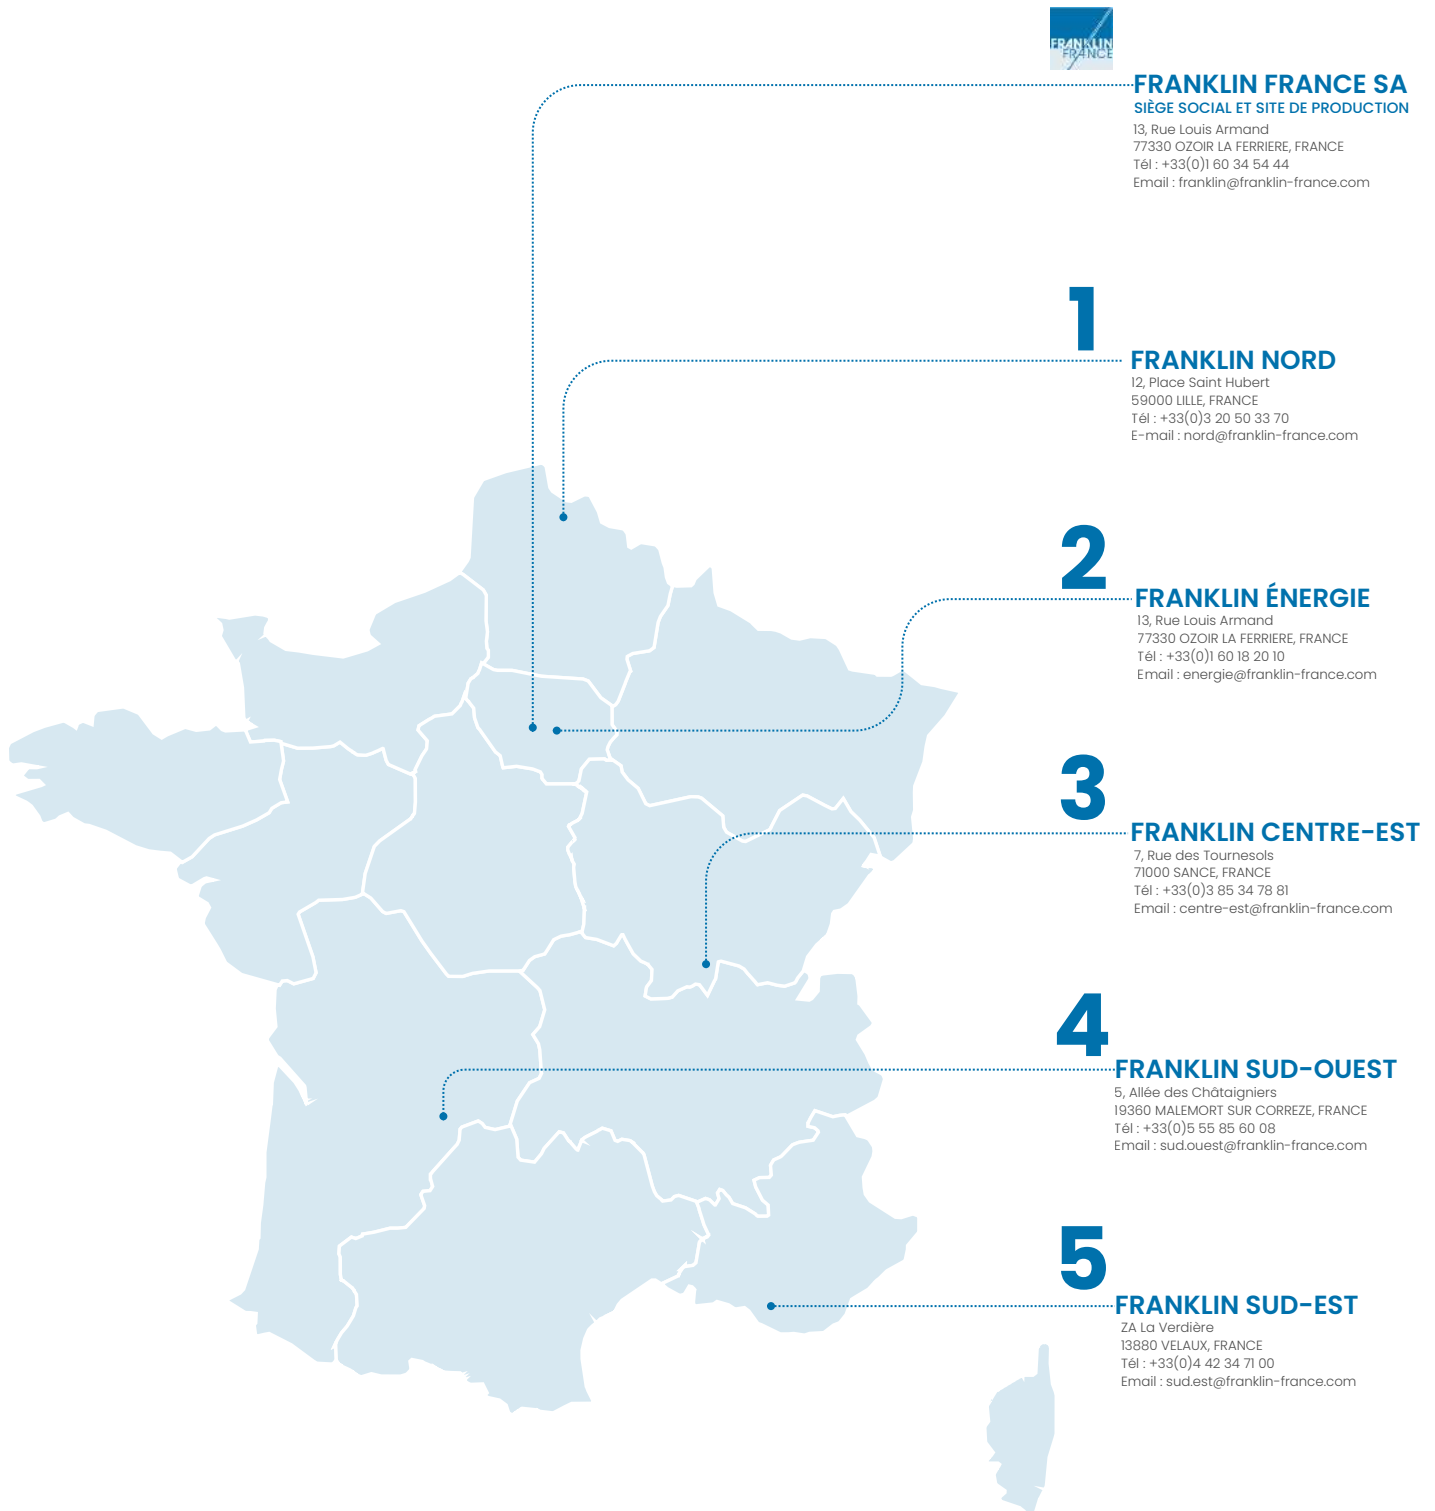 FRANKLIN
FRANCE
FRANKLIN FRANCE SA
SIÈGE SOCIAL ET SITE DE PRODUCTION
13, Rue Louis Armand
77330 OZOIR LA FERRIERE, FRANCE
Tél : +33(0)1 60 34 54 44
Email : franklin@franklin-france.com
1
FRANKLIN NORD
12, Place Saint Hubert
59000 LILLE, FRANCE
Tél : +33(0)3 20 50 33 70
E-mail : nord@franklin-france.com
2
FRANKLIN ÉNERGIE
13, Rue Louis Armand
77330 OZOIR LA FERRIERE, FRANCE
Tél : +33(0)1 60 18 20 10
Email : energie@franklin-france.com
3
FRANKLIN CENTRE-EST
7, Rue des Tournesols
71000 SANCE, FRANCE
Tél : +33(0)3 85 34 78 81
Email : centre-est@franklin-france.com
4
FRANKLIN SUD-OUEST
5, Allée des Châtaigniers
19360 MALEMORT SUR CORREZE, FRANCE
Tél : +33(0)5 55 85 60 08
Email : sud.ouest@franklin-france.com
5
FRANKLIN SUD-EST
ZA La Verdière
13880 VELAUX, FRANCE
Tél : +33(0)4 42 34 71 00
Email : sud.est@franklin-france.com